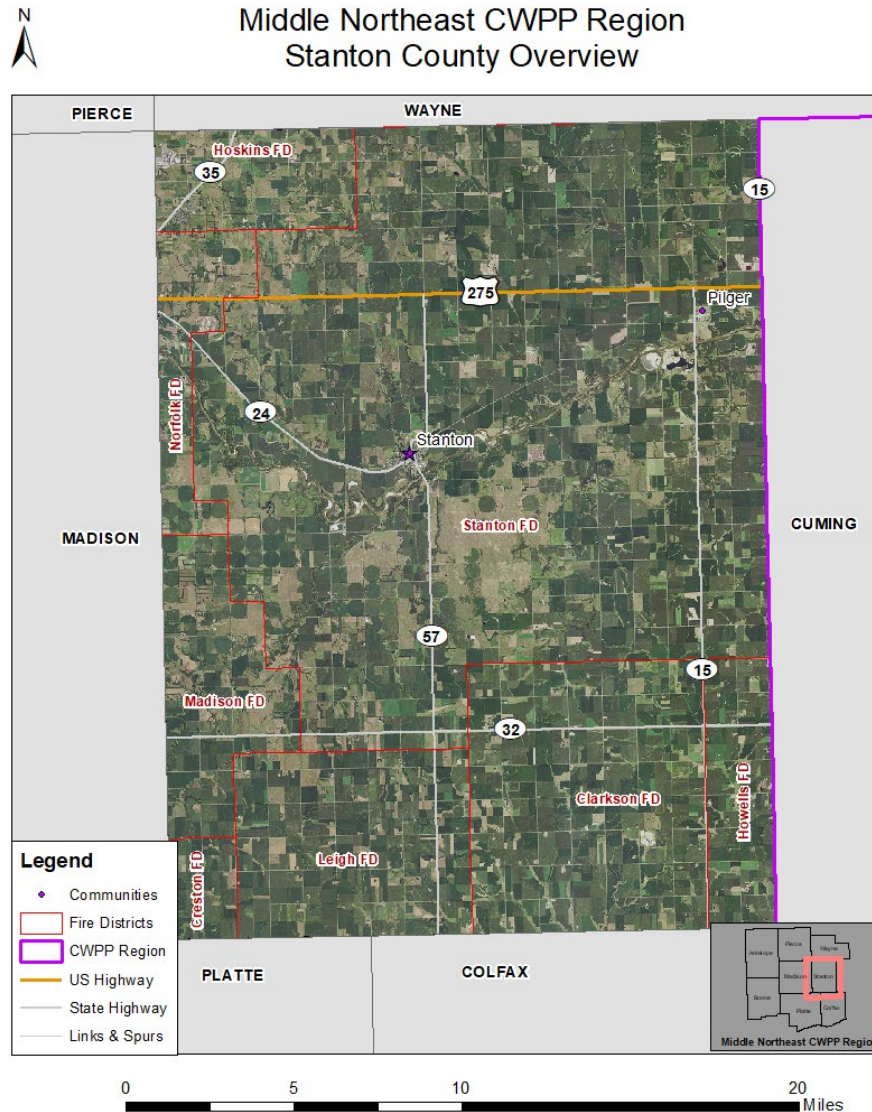 N
Middle Northeast CWPP Region
Stanton County Overview
PIERCE
WAYNE
Hoskins FD
35
15
275
Pilger
Norfolk FD
24
Stanton
Stanton FD
MADISON
CUMING
57
15
Madison FD
32
Clarkson FD
Howells FD
Leigh FD
Creston FD
Legend
Communities
Fire Districts
CWPP Region
US Highway
State Highway
Links & Spurs
PLATTE
COLFAX
Pierce
Wayne
Antelope
Madison
Stanton
Boone
Platte
Colfax
Middle Northeast CWPP Region
0 5 10 20
Miles